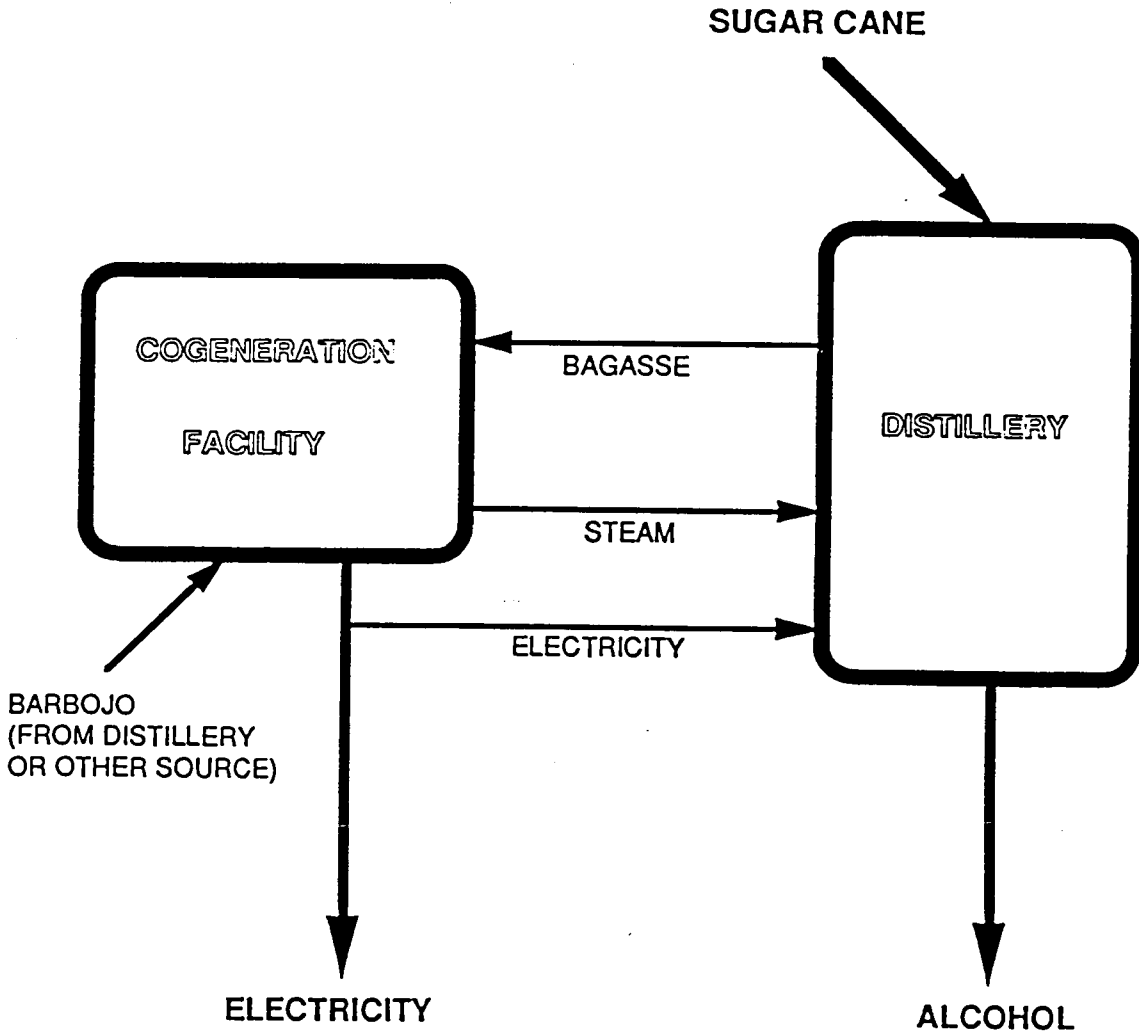 SUGAR CANE
COGENERATION
FACILITY
BAGASSE
DISTILLERY
STEAM
ELECTRICITY
BARBOJO
(FROM DISTILLERY
OR OTHER SOURCE)
ELECTRICITY
ALCOHOL